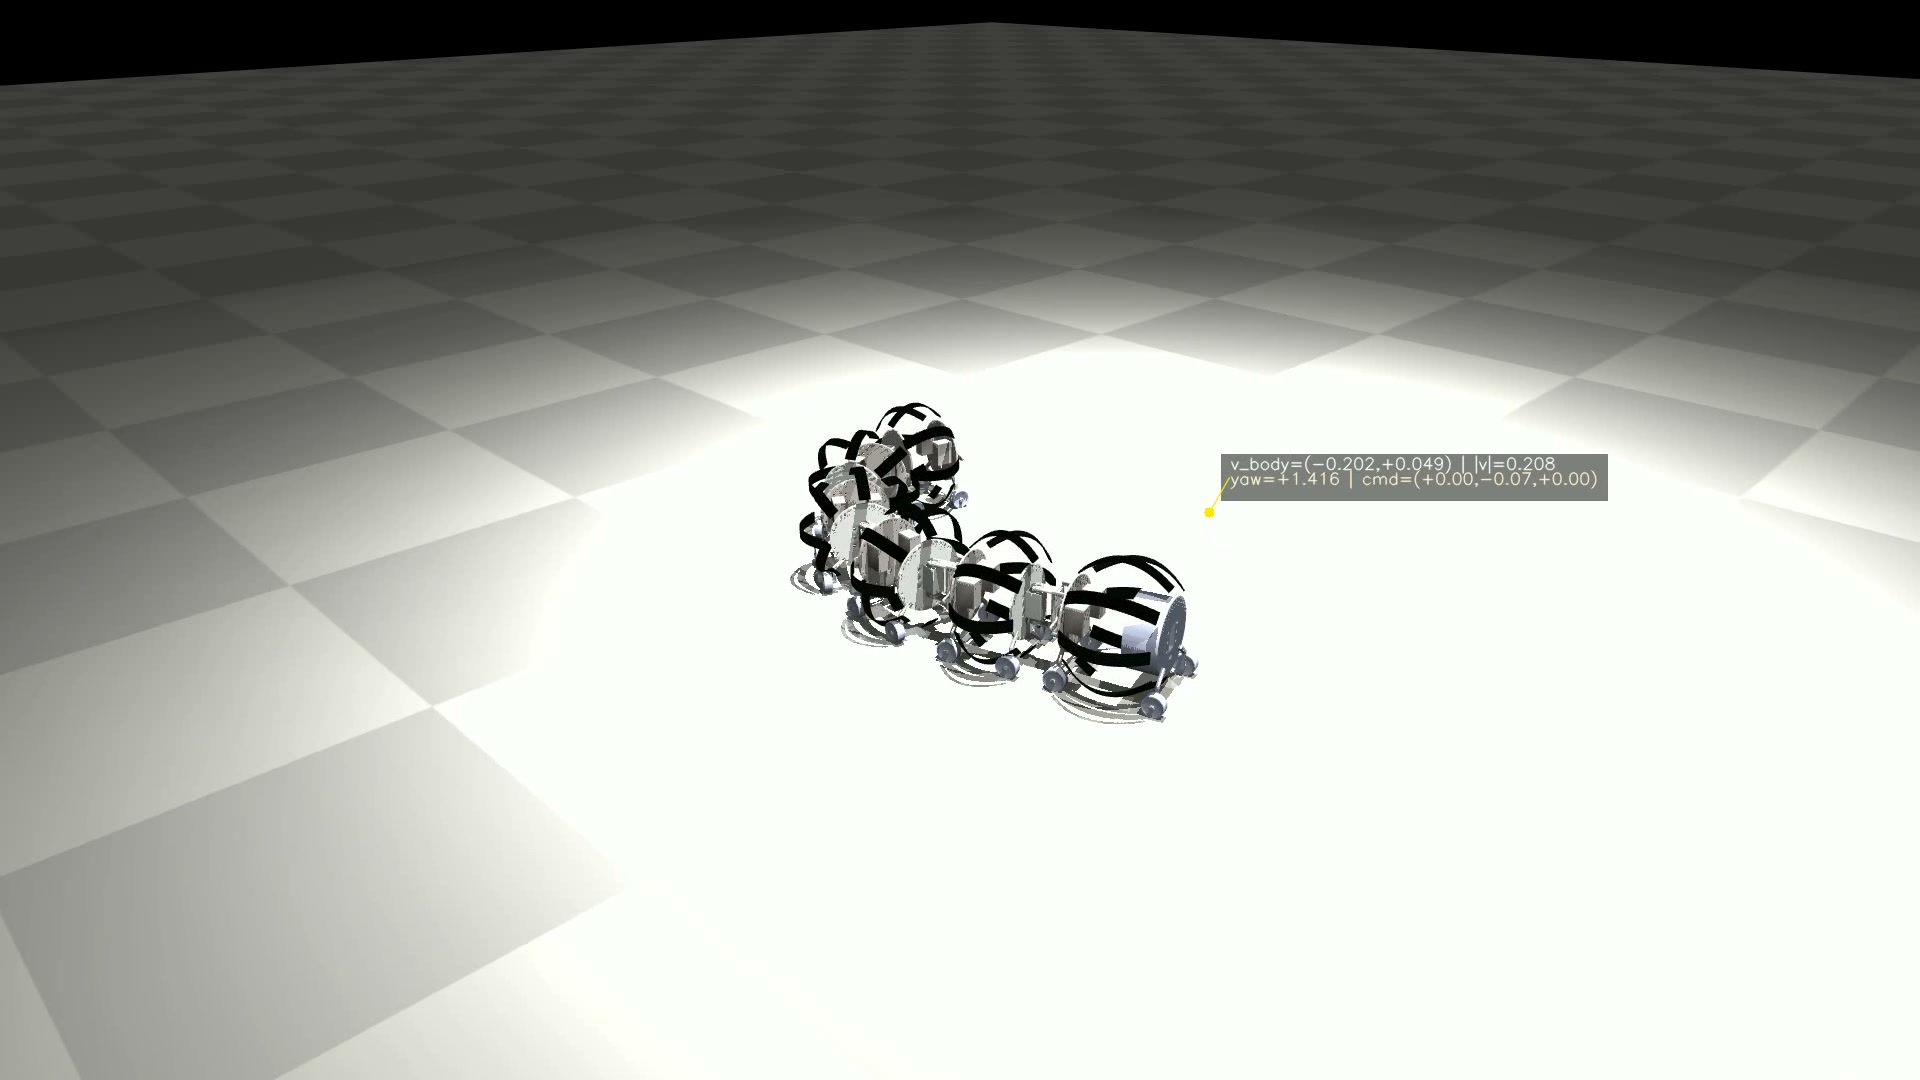 v_body=(-0.202,+0.049) | |v|=0.208
yaw=+1.416 | cmd=(+0.00,-0.07,+0.00)